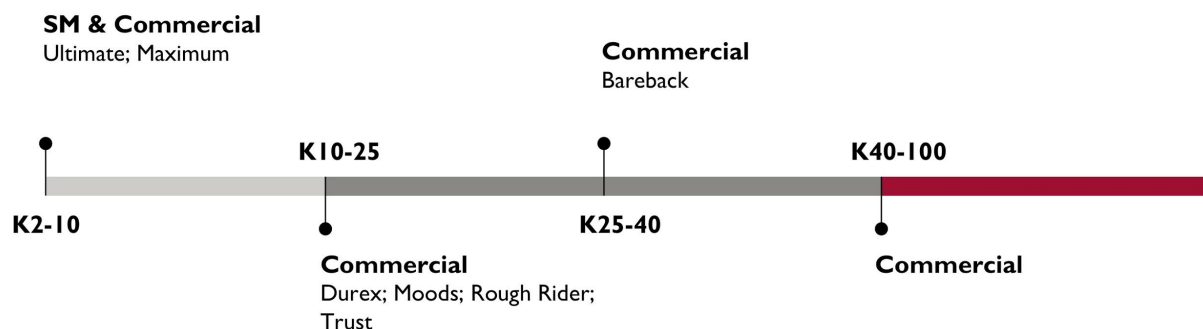 SM & Commercial
Ultimate; Maximum
Commercial
Bareback
K10-25
K40-100
K2-10
K25-40
Commercial
Durex; Moods; Rough Rider;
Trust
Commercial